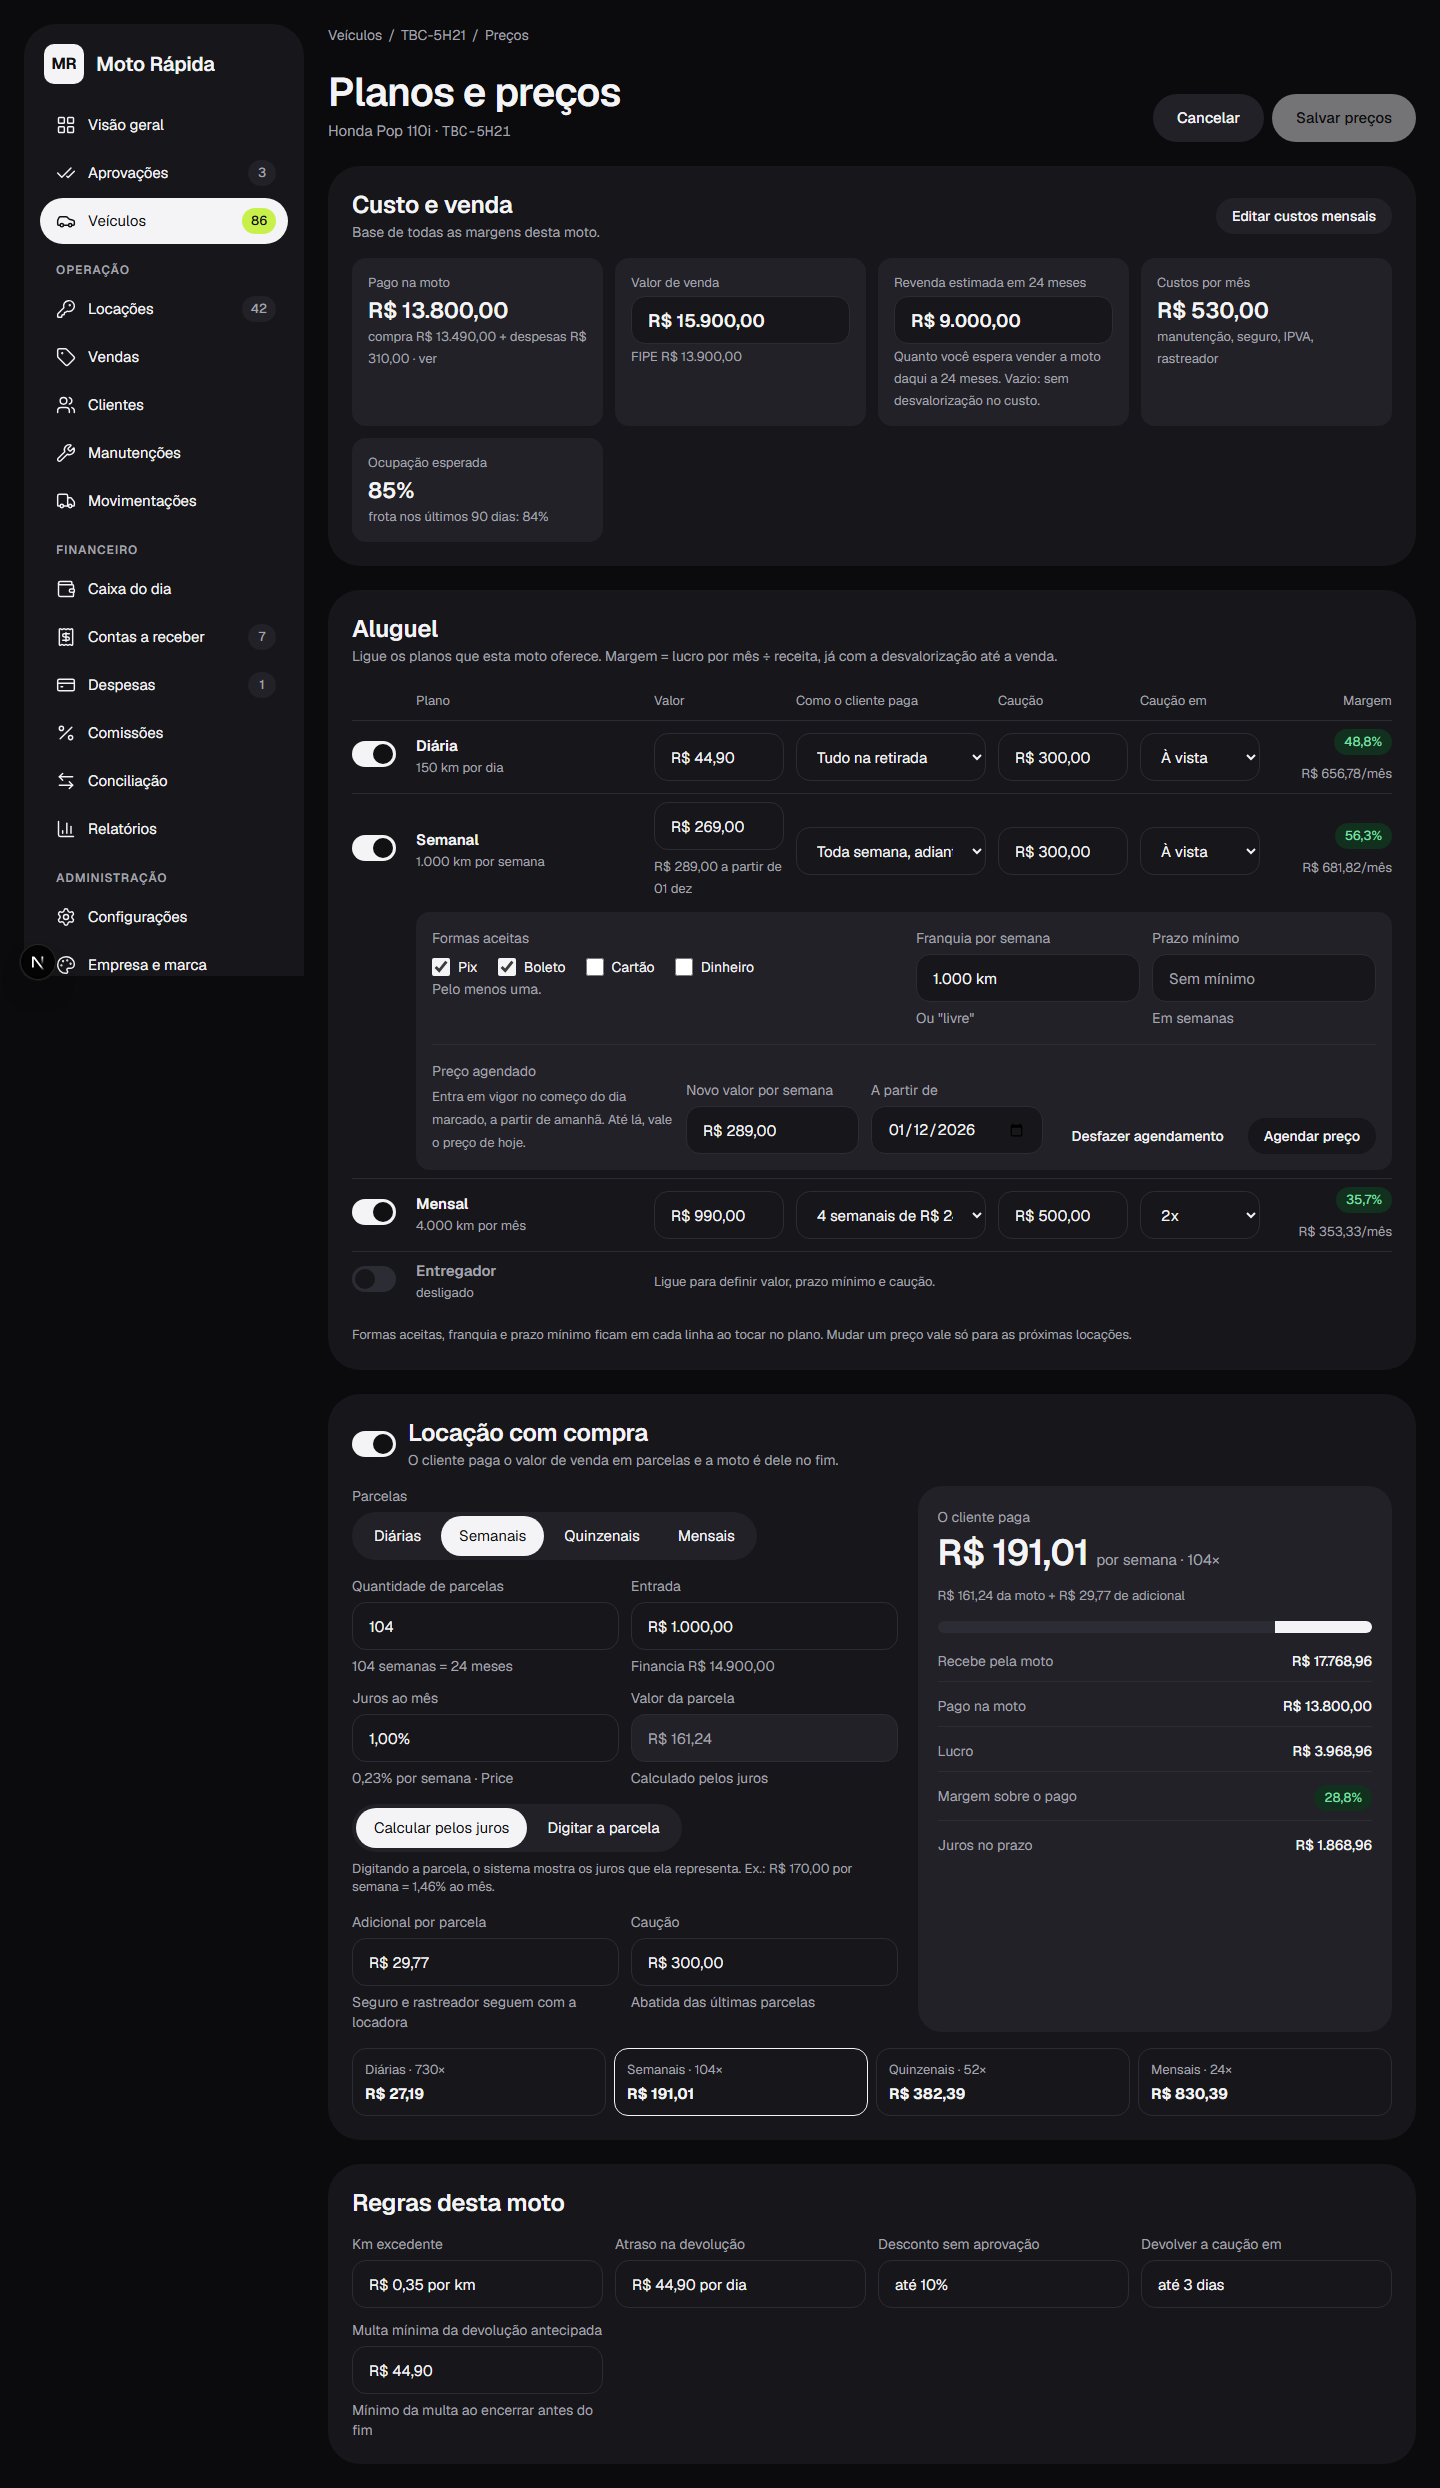 MR Moto Rápida
Visão geral
Aprovações 3
Veículos 86
OPERAÇÃO
Locações 42
Vendas
Clientes
Manutenções
Movimentações
FINANCEIRO
Caixa do dia
Contas a receber 7
Despesas 1
Comissões
Conciliação
Relatórios
ADMINISTRAÇÃO
Configurações
N Empresa e marca
Veículos / TBC-5H21 / Preços
Planos e preços
Honda Pop 110i · TBC-5H21
Cancelar Salvar preços
Custo e venda
Base de todas as margens desta moto.
Editar custos mensais
Pago na moto
R$ 13.800,00
compra R$ 13.490,00 + despesas R$
310,00 · ver
Valor de venda
R$ 15.900,00
FIPE R$ 13.900,00
Revenda estimada em 24 meses
R$ 9.000,00
Quanto você espera vender a moto
daqui a 24 meses. Vazio: sem
desvalorização no custo.
Custos por mês
R$ 530,00
manutenção, seguro, IPVA,
rastreador
Ocupação esperada
85%
frota nos últimos 90 dias: 84%
Aluguel
Ligue os planos que esta moto oferece. Margem = lucro por mês ÷ receita, já com a desvalorização até a venda.
Plano Valor Como o cliente paga Caução Caução em Margem
Diária
150 km por dia
R$ 44,90 Tudo na retirada R$ 300,00 À vista 48,8%
R$ 656,78/mês
Semanal
1.000 km por semana
R$ 269,00
R$ 289,00 a partir de
01 dez
Toda semana, adian R$ 300,00 À vista 56,3%
R$ 681,82/mês
Formas aceitas
Pix Boleto Cartão Dinheiro
Pelo menos uma.
Franquia por semana
1.000 km
Ou "livre"
Prazo mínimo
Sem mínimo
Em semanas
Preço agendado
Entra em vigor no começo do dia
marcado, a partir de amanhã. Até lá, vale
o preço de hoje.
Novo valor por semana
R$ 289,00
A partir de
01/12/2026
Desfazer agendamento Agendar preço
Mensal
4.000 km por mês
R$ 990,00 4 semanais de R$ 2 R$ 500,00 2x 35,7%
R$ 353,33/mês
Entregador
desligado
Ligue para definir valor, prazo mínimo e caução.
Formas aceitas, franquia e prazo mínimo ficam em cada linha ao tocar no plano. Mudar um preço vale só para as próximas locações.
Locação com compra
O cliente paga o valor de venda em parcelas e a moto é dele no fim.
Parcelas
Diárias Semanais Quinzenais Mensais
Quantidade de parcelas
104
104 semanas = 24 meses
Entrada
R$ 1.000,00
Financia R$ 14.900,00
Juros ao mês
1,00%
0,23% por semana · Price
Valor da parcela
R$ 161,24
Calculado pelos juros
Calcular pelos juros Digitar a parcela
Digitando a parcela, o sistema mostra os juros que ela representa. Ex.: R$ 170,00 por
semana = 1,46% ao mês.
Adicional por parcela
R$ 29,77
Seguro e rastreador seguem com a
locadora
Caução
R$ 300,00
Abatida das últimas parcelas
O cliente paga
R$ 191,01 por semana · 104×
R$ 161,24 da moto + R$ 29,77 de adicional
Recebe pela moto R$ 17.768,96
Pago na moto R$ 13.800,00
Lucro R$ 3.968,96
Margem sobre o pago 28,8%
Juros no prazo R$ 1.868,96
Diárias · 730×
R$ 27,19
Semanais · 104×
R$ 191,01
Quinzenais · 52×
R$ 382,39
Mensais · 24×
R$ 830,39
Regras desta moto
Km excedente
R$ 0,35 por km
Atraso na devolução
R$ 44,90 por dia
Desconto sem aprovação
até 10%
Devolver a caução em
até 3 dias
Multa mínima da devolução antecipada
R$ 44,90
Mínimo da multa ao encerrar antes do
fim